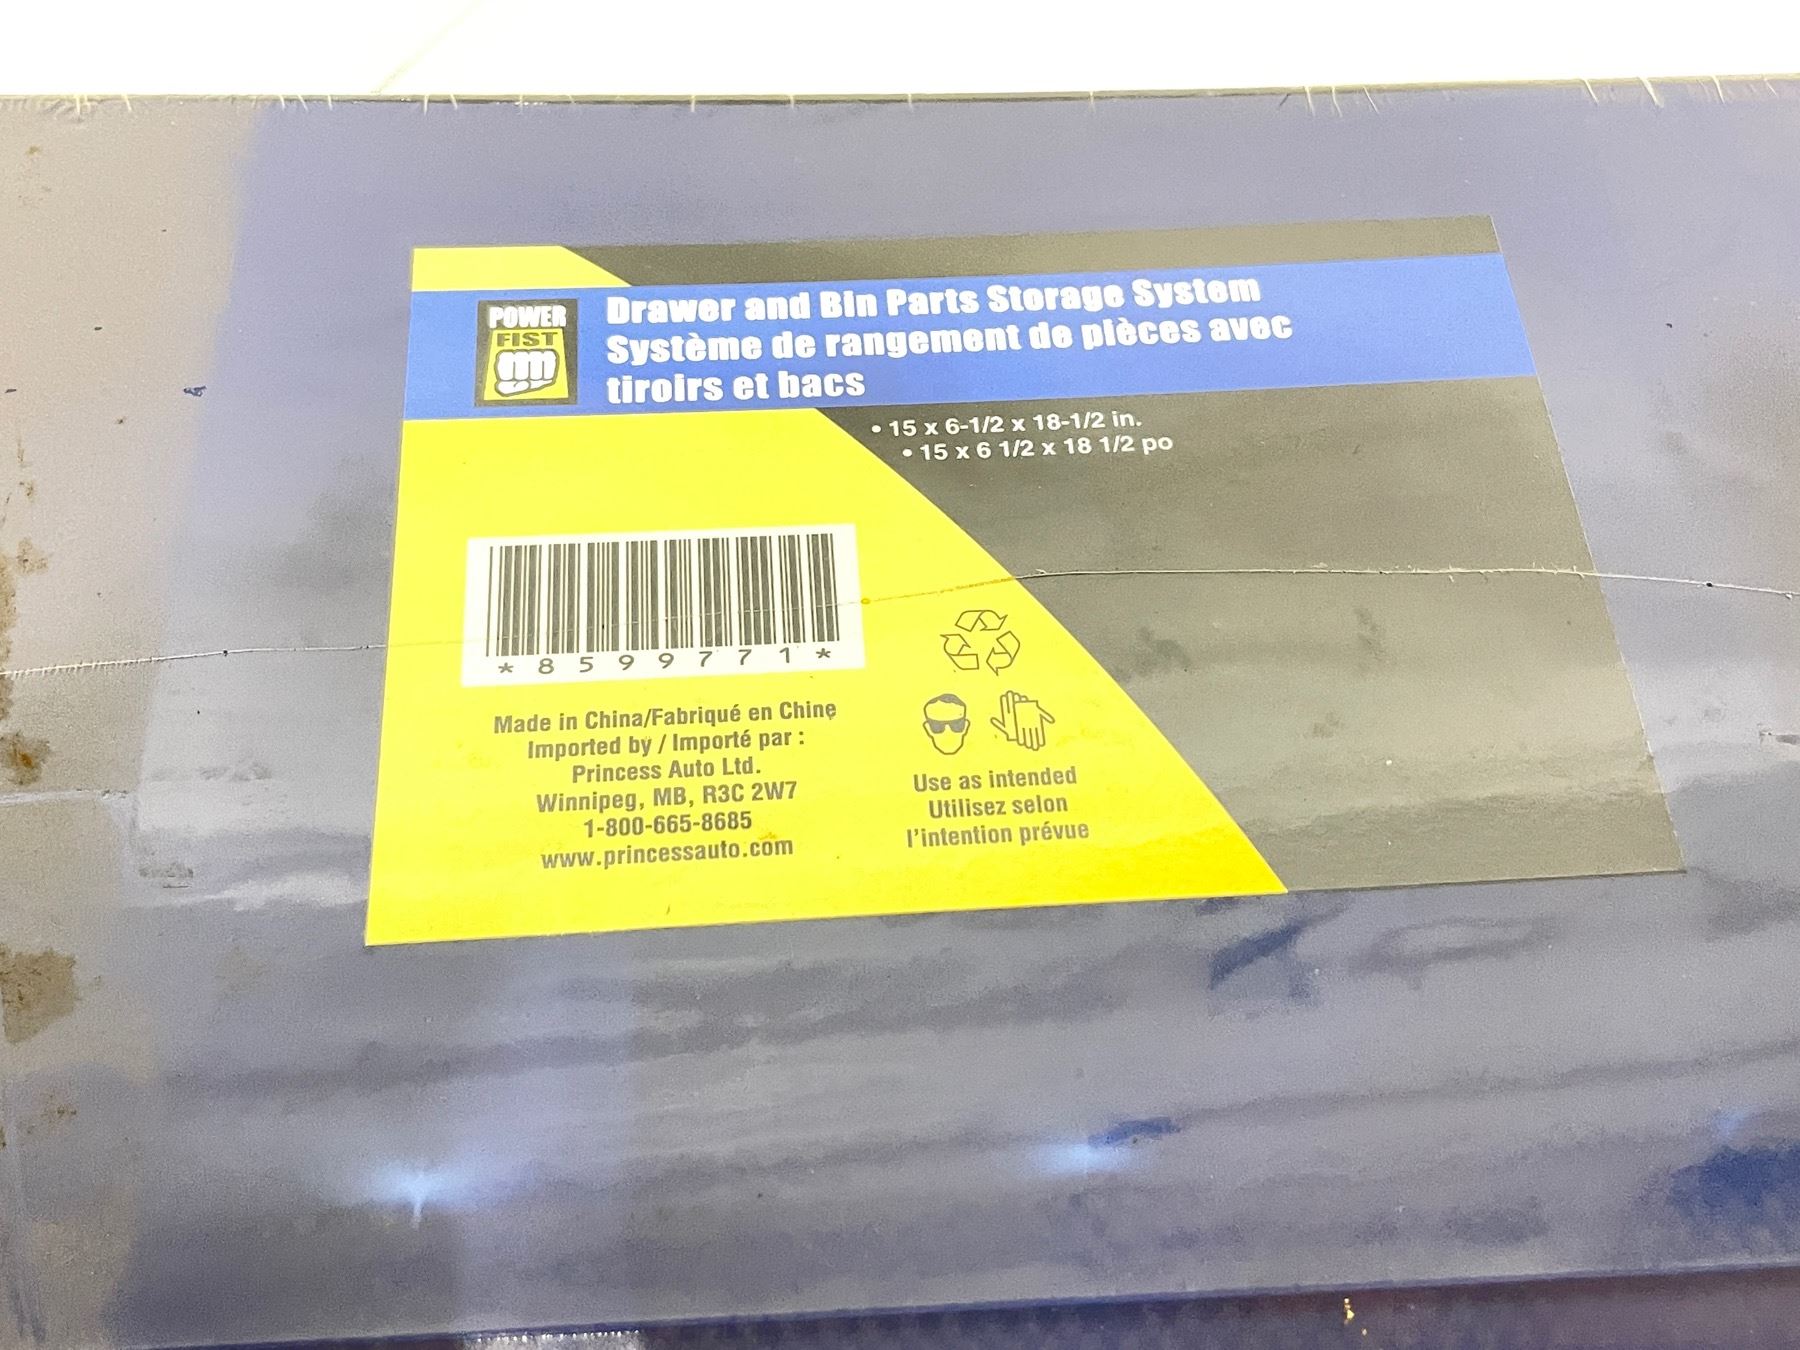 POWER
FIST
Drawer and Bin Parts Storage System
Système de rangement de pièces avec
tiroirs et bacs
• 15 x 6-1/2 x 18-1/2 in.
• 15 x 6 1/2 x 18 1/2 po
*8599771*
Made in China/Fabriqué en Chine
Imported by / Importé par :
Princess Auto Ltd.
Winnipeg, MB, R3C 2W7
1-800-665-8685
www.princessauto.com
Use as intended
Utilisez selon
l'intention prévue